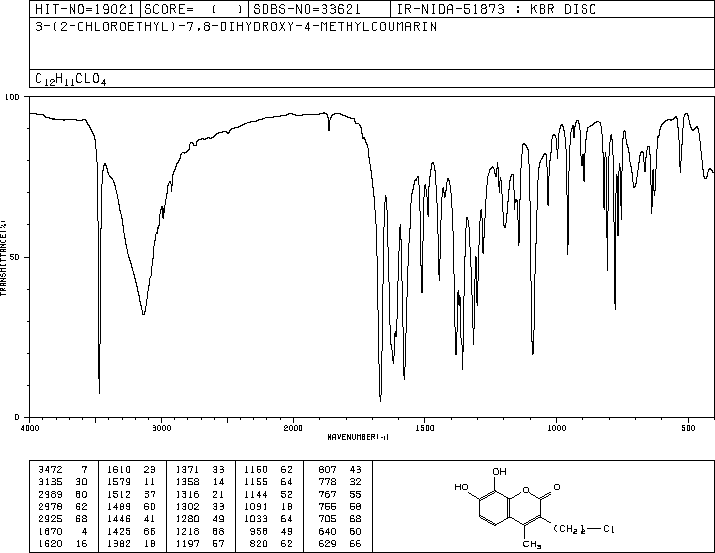 HIT-NO=19021 SCORE= ( ) SDBS-NO=33621 IR-NIDA-51873 : KBR DISC
3-(2-CHLOROETHYL)-7,8-DIHYDROXY-4-METHYLCOUMARIN
C12H11CLO4
100
50
0
TRANSMITTANCE(%)
4000 3000 2000 1500 1000 500
WAVENUMBER(-1)
3472 7 1610 23 1371 33 1160 62 807 43
3135 30 1579 11 1358 14 1155 64 778 32
2989 60 1512 37 1316 21 1144 52 767 55
2978 62 1489 60 1302 33 1091 18 755 58
2925 68 1446 41 1280 49 1033 64 705 68
1670 4 1425 66 1218 68 958 49 640 60
1620 16 1382 18 1197 57 820 62 629 66
OH
HO
O
O
(CH2)2
Cl
CH3